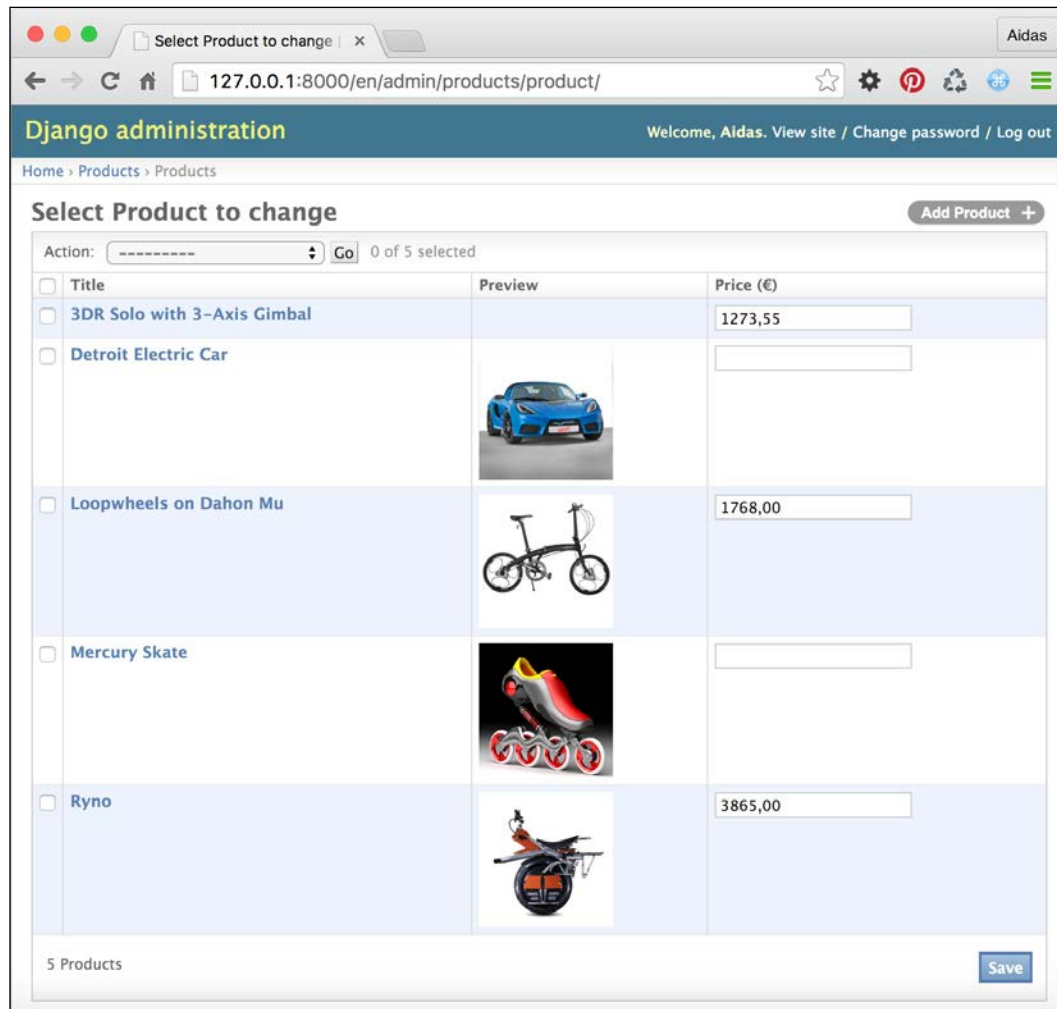 Select Product to change |
Aidas
127.0.0.1:8000/en/admin/products/product/
Django administration
Welcome, Aidas. View site / Change password / Log out
Home › Products › Products
Select Product to change
Add Product +
Action: --------- Go 0 of 5 selected
Title Preview Price (€)
3DR Solo with 3-Axis Gimbal 1273,55
Detroit Electric Car
Loopwheels on Dahon Mu 1768,00
Mercury Skate
Ryno 3865,00
5 Products
Save